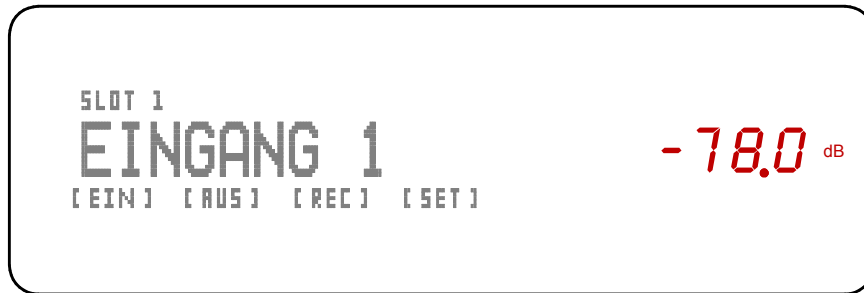 SLOT 1
EINGANG 1
-78.0 dB
[EIN] [AUS] [REC] [SET]